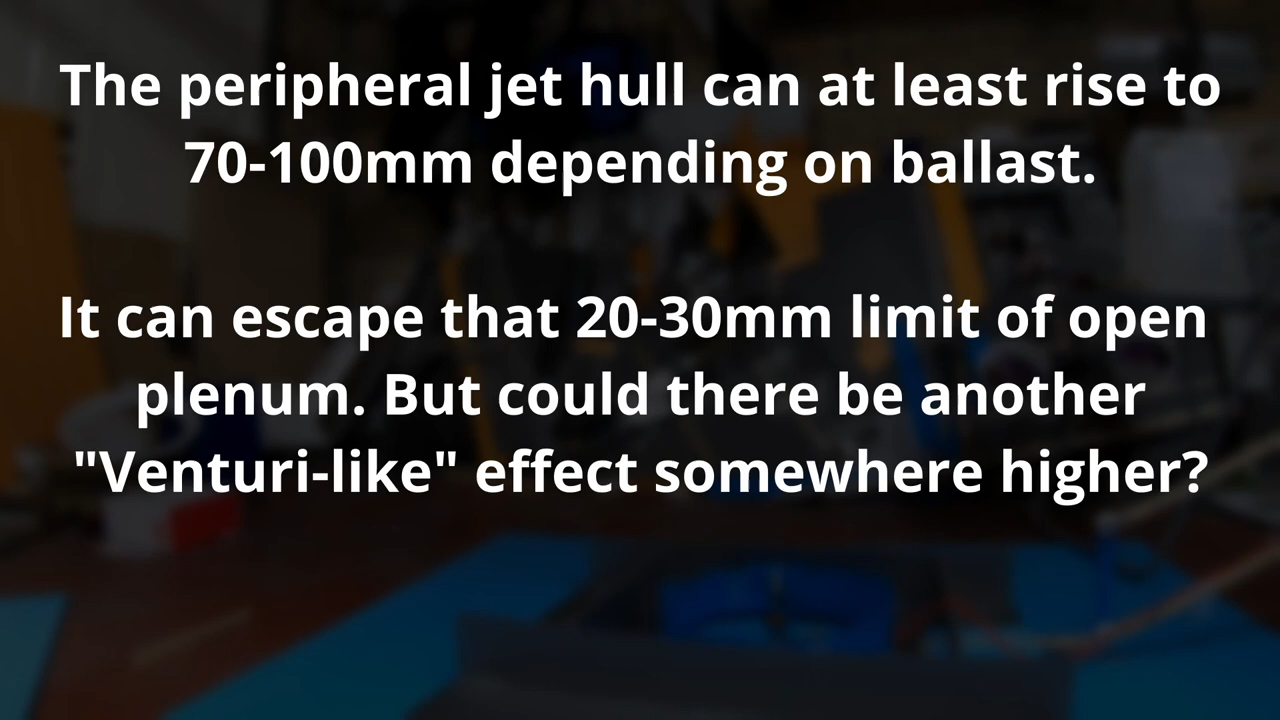 The peripheral jet hull can at least rise to
70-100mm depending on ballast.
It can escape that 20-30mm limit of open
plenum. But could there be another
"Venturi-like" effect somewhere higher?